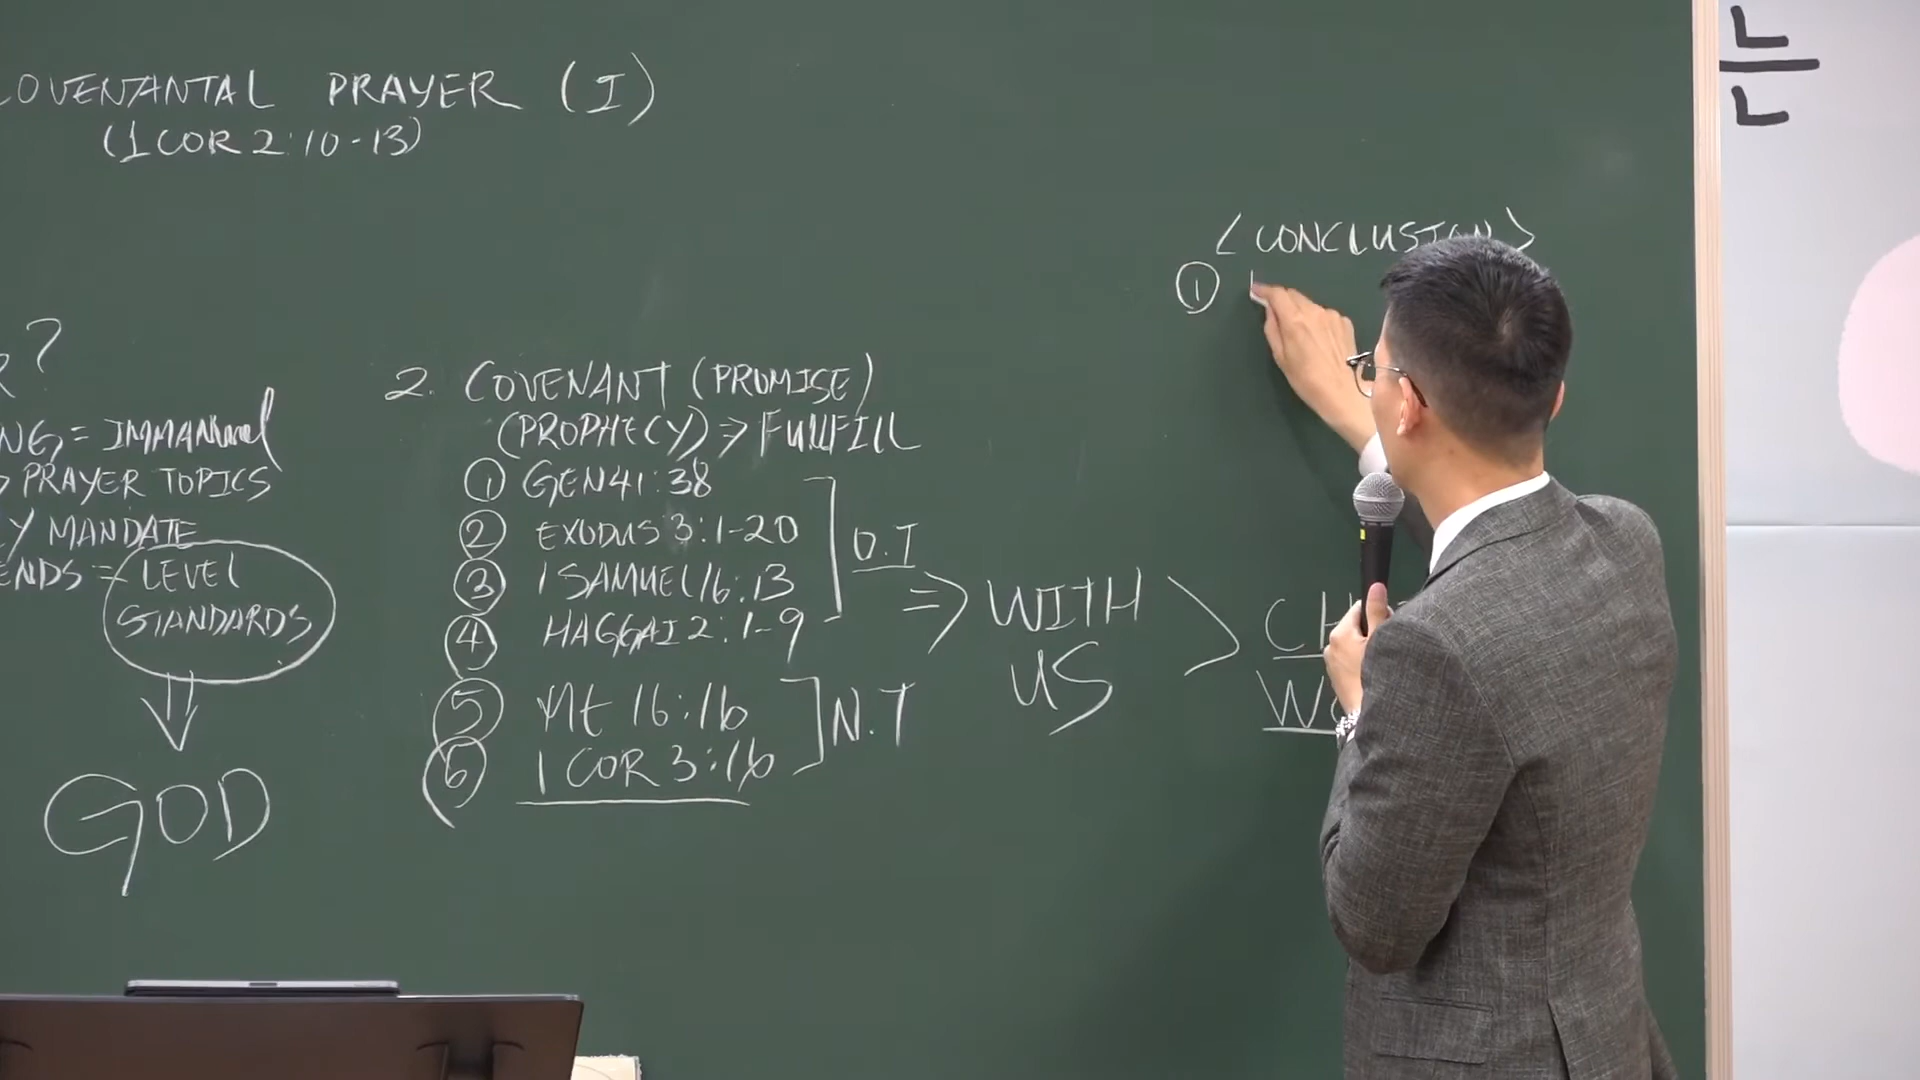 COVENANTAL PRAYER (I)
(1 COR 2:10-13)
R?
NG = IMMANuel
PRAYER TOPICS
Y MANDATE
ENDS = LEVEL
STANDARDS
GOD
2. COVENANT (PROMISE)
(PROPHECY) => FULLFILL
① GEN 41:38
② EXODUS 3:1-20
③ 1 SAMUEL 16:13
④ HAGGAI 2:1-9
O.T
⑤ Mt 16:16
⑥ 1 COR 3:16
N.T
=> WITH
US
< CONCLUSION >
①